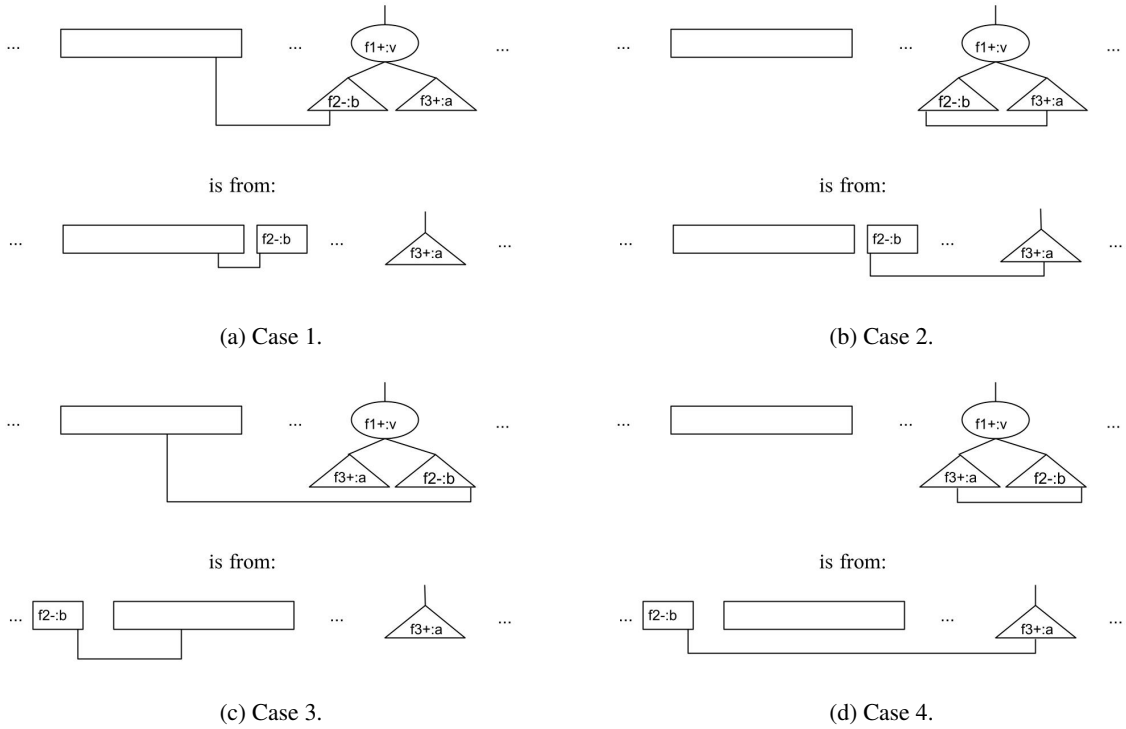 ... ... f1+:v ...
f2-:b f3+:a
is from:
... f2-:b ... f3+:a ...
(a) Case 1.
... ... f1+:v ...
f2-:b f3+:a
is from:
... f2-:b ... f3+:a ...
(b) Case 2.
... ... f1+:v ...
f3+:a f2-:b
is from:
... f2-:b ... f3+:a ...
(c) Case 3.
... ... f1+:v ...
f3+:a f2-:b
is from:
... f2-:b ... f3+:a ...
(d) Case 4.